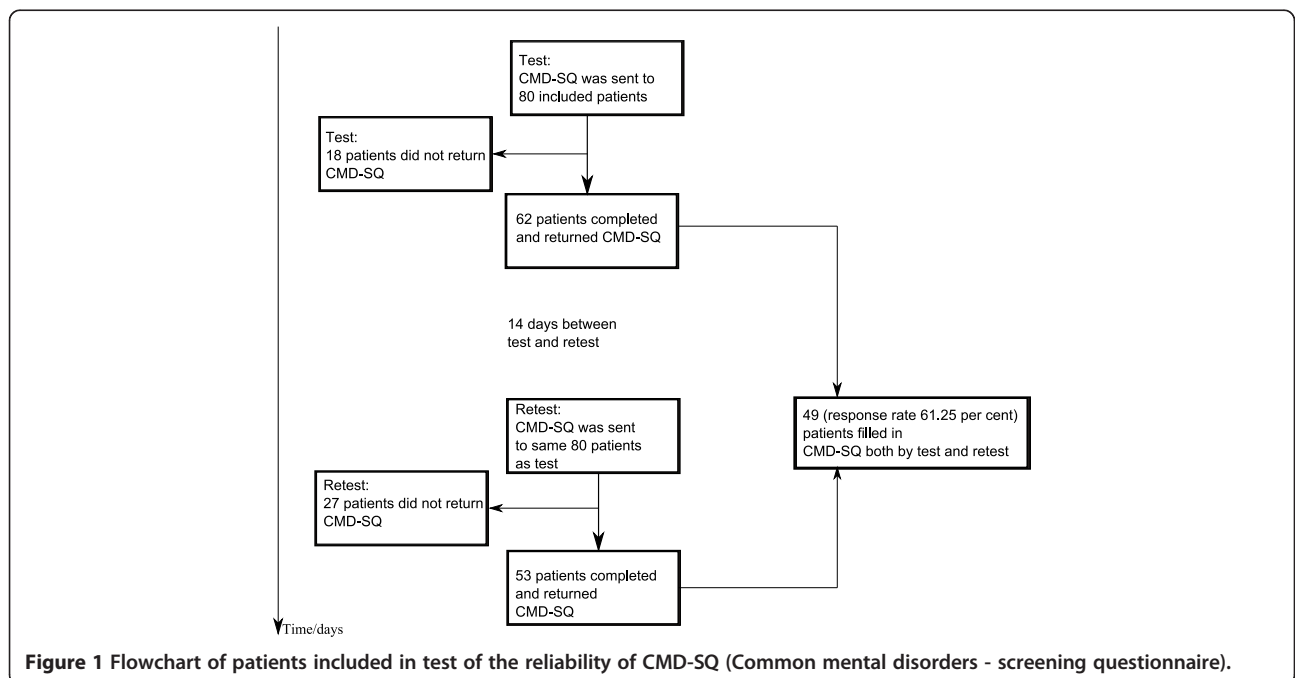 Test:
CMD-SQ was sent to
80 included patients
Test:
18 patients did not return
CMD-SQ
62 patients completed
and returned CMD-SQ
14 days between
test and retest
Retest:
CMD-SQ was sent
to same 80 patients
as test
49 (response rate 61.25 per cent)
patients filled in
CMD-SQ both by test and retest
Retest:
27 patients did not return
CMD-SQ
53 patients completed
and returned
CMD-SQ
Time/days
Figure 1 Flowchart of patients included in test of the reliability of CMD-SQ (Common mental disorders - screening questionnaire).